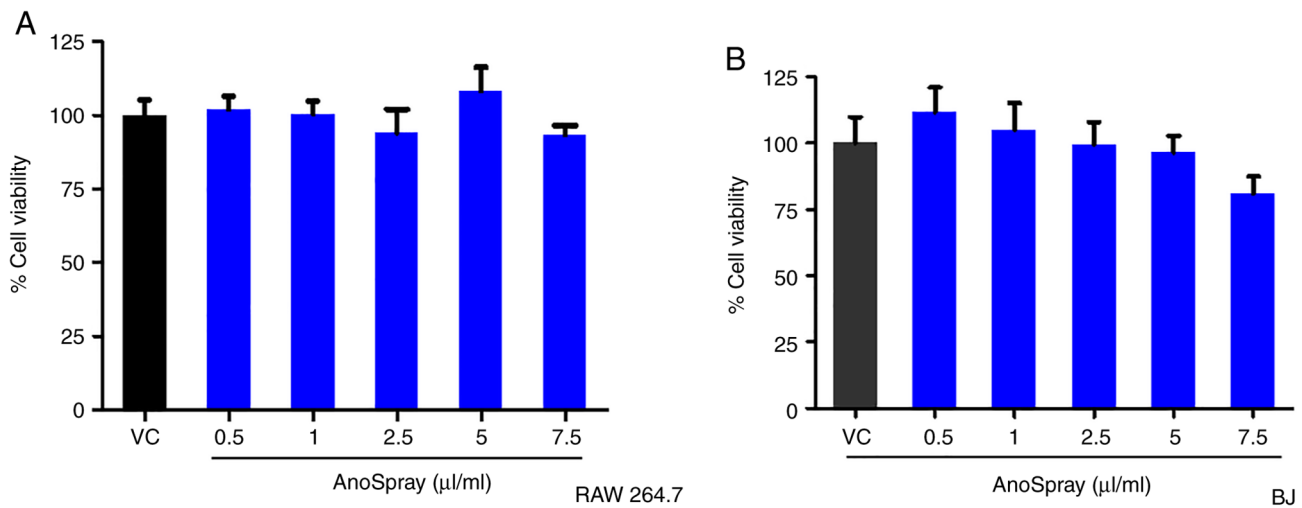 A
125
100
75
50
25
0
% Cell viability
VC 0.5 1 2.5 5 7.5
AnoSpray (μl/ml)
RAW 264.7
B
125
100
75
50
25
0
% Cell viability
VC 0.5 1 2.5 5 7.5
AnoSpray (μl/ml)
BJ